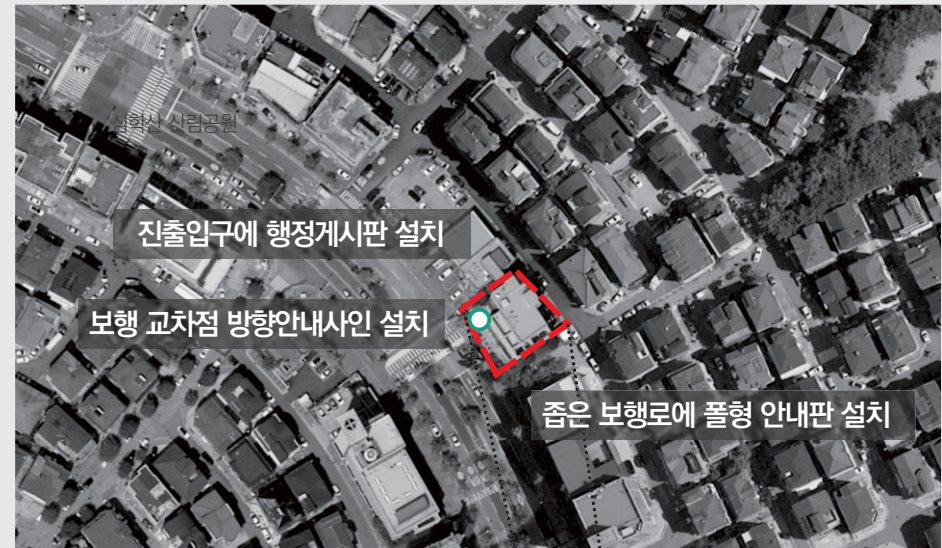 심학산 산림공원
진출입구에 행정게시판 설치
보행 교차점 방향안내사인 설치
좁은 보행로에 폴형 안내판 설치